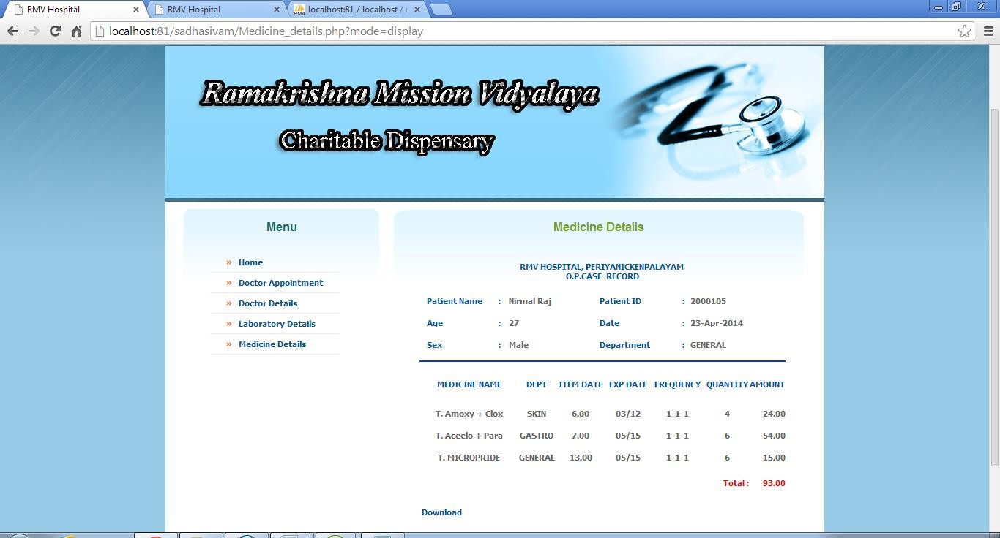 RMV Hospital
RMV Hospital
localhost:81 / localhost /
localhost:81/sadhasivam/Medicine_details.php?mode=display
Ramakrishna Mission Vidyalaya
Charitable Dispensary
Menu
» Home
» Doctor Appointment
» Doctor Details
» Laboratory Details
» Medicine Details
Medicine Details
RMV HOSPITAL, PERIYANICKENPALAYAM
O.P.CASE RECORD
Patient Name : Nirmal Raj Patient ID : 2000105
Age : 27 Date : 23-Apr-2014
Sex : Male Department : GENERAL
MEDICINE NAME DEPT ITEM DATE EXP DATE FREQUENCY QUANTITY AMOUNT
T. Amoxy + Clox SKIN 6.00 03/12 1-1-1 4 24.00
T. Aceelo + Para GASTRO 7.00 05/15 1-1-1 6 54.00
T. MICROPRIDE GENERAL 13.00 05/15 1-1-1 6 15.00
Total : 93.00
Download